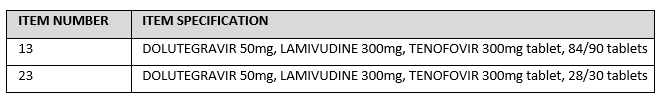 ITEM NUMBER ITEM SPECIFICATION
13 DOLUTEGRAVIR 50mg, LAMIVUDINE 300mg, TENOFOVIR 300mg tablet, 84/90 tablets
23 DOLUTEGRAVIR 50mg, LAMIVUDINE 300mg, TENOFOVIR 300mg tablet, 28/30 tablets